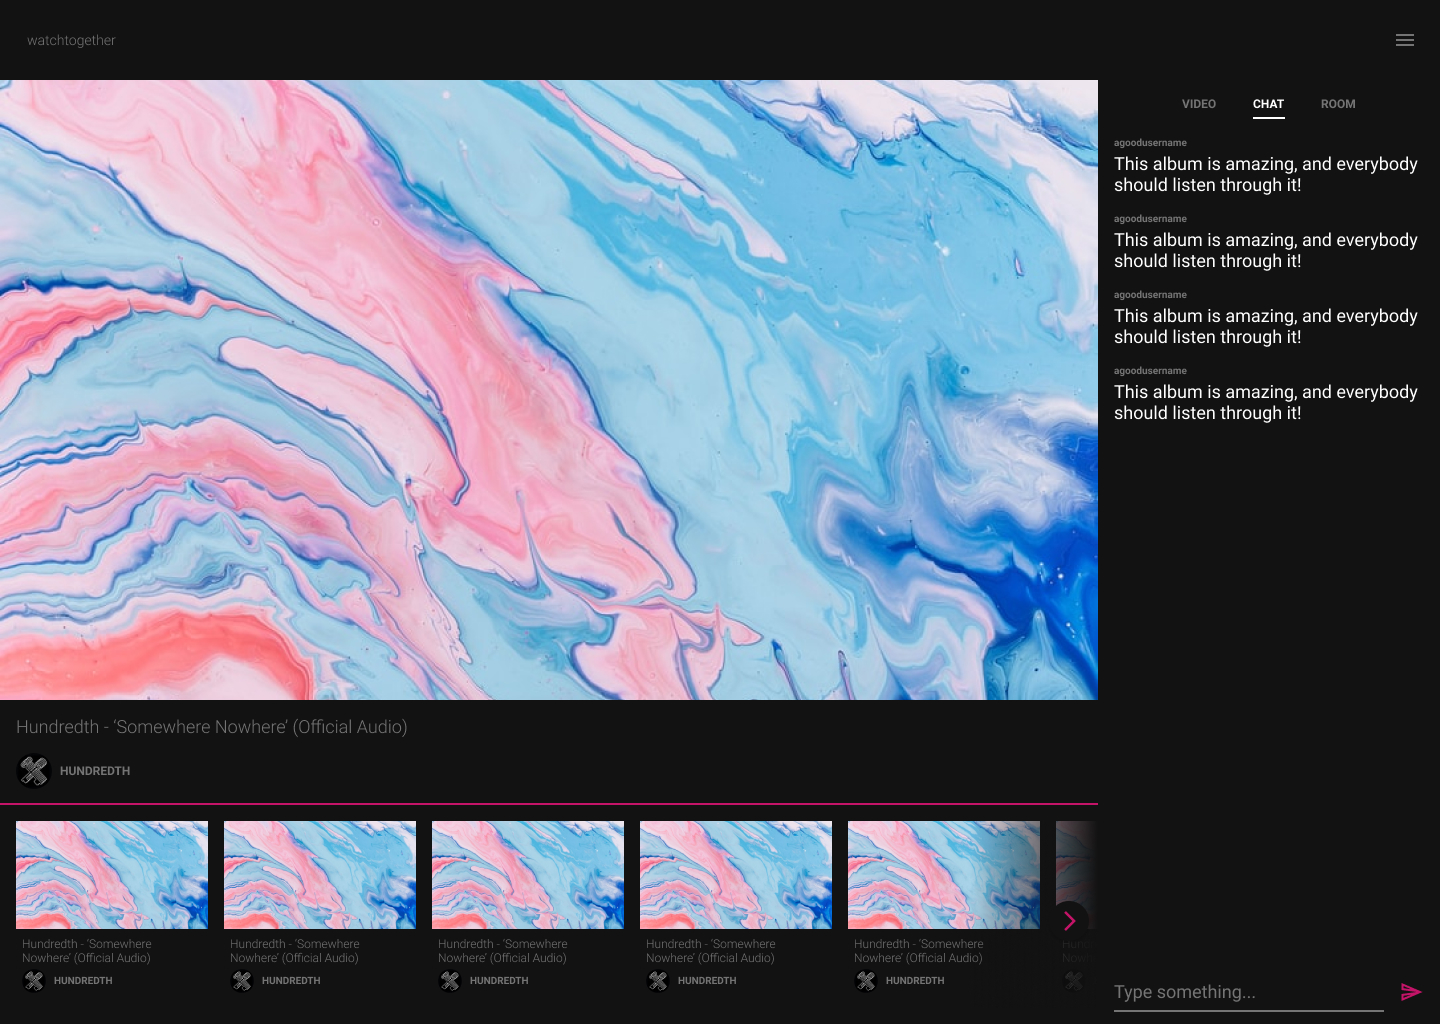 watchtogether
VIDEO CHAT ROOM
agoodusername
This album is amazing, and everybody
should listen through it!
agoodusername
This album is amazing, and everybody
should listen through it!
agoodusername
This album is amazing, and everybody
should listen through it!
agoodusername
This album is amazing, and everybody
should listen through it!
Hundredth - ‘Somewhere Nowhere’ (Official Audio)
HUNDREDTH
Hundredth - ‘Somewhere
Nowhere’ (Official Audio)
HUNDREDTH
Hundredth - ‘Somewhere
Nowhere’ (Official Audio)
HUNDREDTH
Hundredth - ‘Somewhere
Nowhere’ (Official Audio)
HUNDREDTH
Hundredth - ‘Somewhere
Nowhere’ (Official Audio)
HUNDREDTH
Hundredth - ‘Somewhere
Nowhere’ (Official Audio)
HUNDREDTH
Type something...